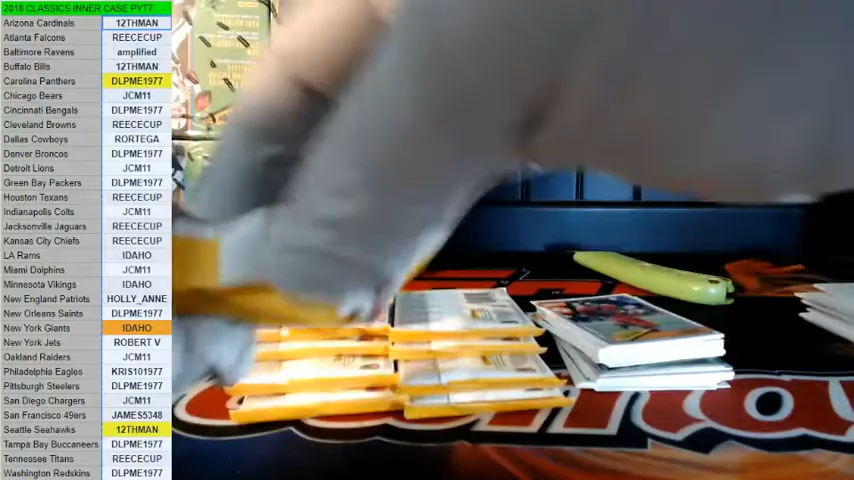 2018 CLASSICS INNER CASE PYT7
Arizona Cardinals 12THMAN
Atlanta Falcons REECECUP
Baltimore Ravens amplified
Buffalo Bills 12THMAN
Carolina Panthers DLPME1977
Chicago Bears JCM11
Cincinnati Bengals DLPME1977
Cleveland Browns REECECUP
Dallas Cowboys RORTEGA
Denver Broncos DLPME1977
Detroit Lions JCM11
Green Bay Packers DLPME1977
Houston Texans REECECUP
Indianapolis Colts JCM11
Jacksonville Jaguars REECECUP
Kansas City Chiefs REECECUP
LA Rams IDAHO
Miami Dolphins JCM11
Minnesota Vikings IDAHO
New England Patriots HOLLY_ANNE
New Orleans Saints DLPME1977
New York Giants IDAHO
New York Jets ROBERT V
Oakland Raiders JCM11
Philadelphia Eagles KRIS101977
Pittsburgh Steelers DLPME1977
San Diego Chargers JCM11
San Francisco 49ers JAMES5348
Seattle Seahawks 12THMAN
Tampa Bay Buccaneers DLPME1977
Tennessee Titans REECECUP
Washington Redskins DLPME1977